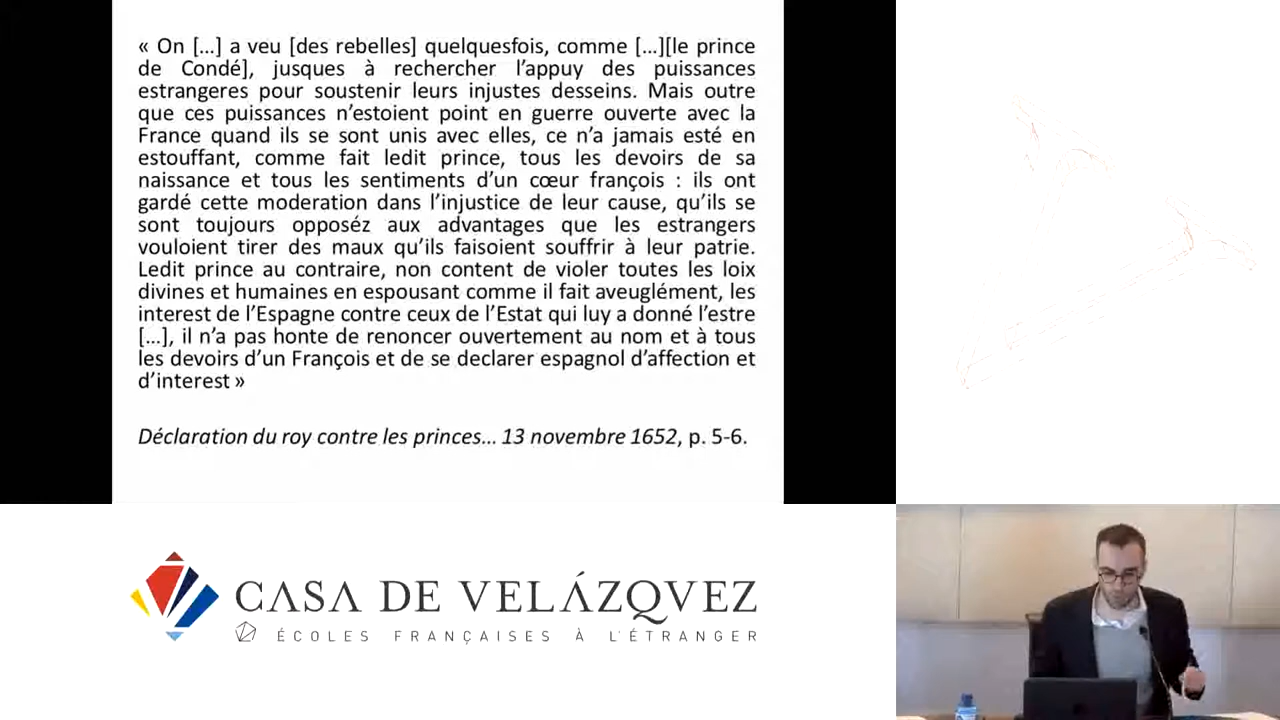 « On [...] a veu [des rebelles] quelquesfois, comme [...][le prince
de Condé], jusques à rechercher l'appuy des puissances
estrangeres pour soustenir leurs injustes desseins. Mais outre
que ces puissances n'estoient point en guerre ouverte avec la
France quand ils se sont unis avec elles, ce n'a jamais esté en
estouffant, comme fait ledit prince, tous les devoirs de sa
naissance et tous les sentiments d'un cœur françois : ils ont
gardé cette moderation dans l'injustice de leur cause, qu'ils se
sont toujours opposéz aux advantages que les estrangers
vouloient tirer des maux qu'ils faisoient souffrir à leur patrie.
Ledit prince au contraire, non content de violer toutes les loix
divines et humaines en espousant comme il fait aveuglément, les
interest de l'Espagne contre ceux de l'Estat qui luy a donné l'estre
[...], il n'a pas honte de renoncer ouvertement au nom et à tous
les devoirs d'un François et de se declarer espagnol d'affection et
d'interest »
Déclaration du roy contre les princes... 13 novembre 1652, p. 5-6.
CASA DE VELÁZQVEZ
ÉCOLES FRANÇAISES À L'ÉTRANGER